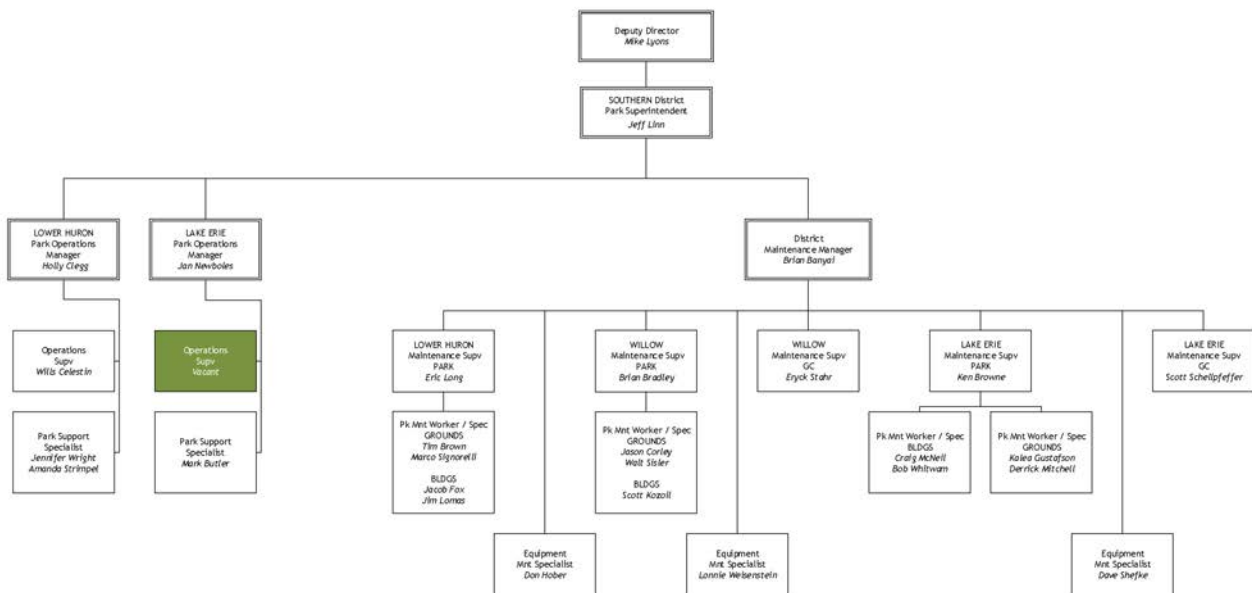 Deputy Director
Mike Lyons
SOUTHERN District
Park Superintendent
Jeff Linn
LOWER HURON
Park Operations
Manager
Holly Clegg
LAKE ERIE
Park Operations
Manager
Jan Newboles
District
Maintenance Manager
Brian Banyai
Operations
Supv
Wills Celestin
Operations
Supv
Vacant
LOWER HURON
Maintenance Supv
PARK
Eric Long
WILLOW
Maintenance Supv
PARK
Brian Bradley
WILLOW
Maintenance Supv
GC
Eryck Stahr
LAKE ERIE
Maintenance Supv
PARK
Ken Browne
LAKE ERIE
Maintenance Supv
GC
Scott Schellpfeffer
Park Support
Specialist
Jennifer Wright
Amanda Strimpel
Park Support
Specialist
Mark Butler
Pk Mnt Worker / Spec
GROUNDS
Tim Brown
Marco Signorelli
BLDGS
Jacob Fox
Jim Lomas
Pk Mnt Worker / Spec
GROUNDS
Jason Corley
Walt Sisler
BLDGS
Scott Kozoil
Pk Mnt Worker / Spec
BLDGS
Craig McNeil
Bob Whitwam
Pk Mnt Worker / Spec
GROUNDS
Kalea Gustafson
Derrick Mitchell
Equipment
Mnt Specialist
Don Hober
Equipment
Mnt Specialist
Lonnie Weisenstein
Equipment
Mnt Specialist
Dave Shefke